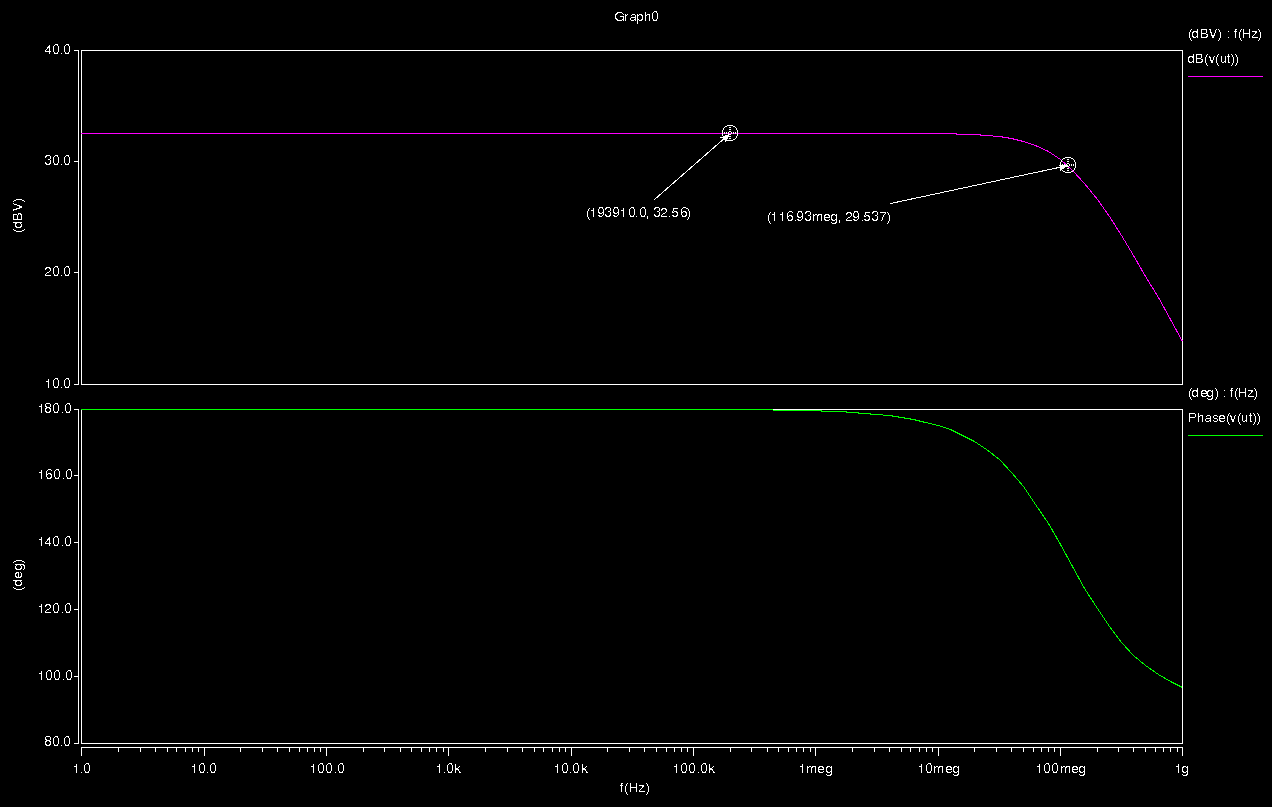 Graph0
(dBV) : f(Hz)
dB(v(ut))
40.0
30.0
20.0
10.0
(dBV)
(193910.0, 32.56)
(116.93meg, 29.537)
(deg) : f(Hz)
Phase(v(ut))
180.0
160.0
140.0
120.0
100.0
80.0
(deg)
1.0 10.0 100.0 1.0k 10.0k 100.0k 1meg 10meg 100meg 1g
f(Hz)